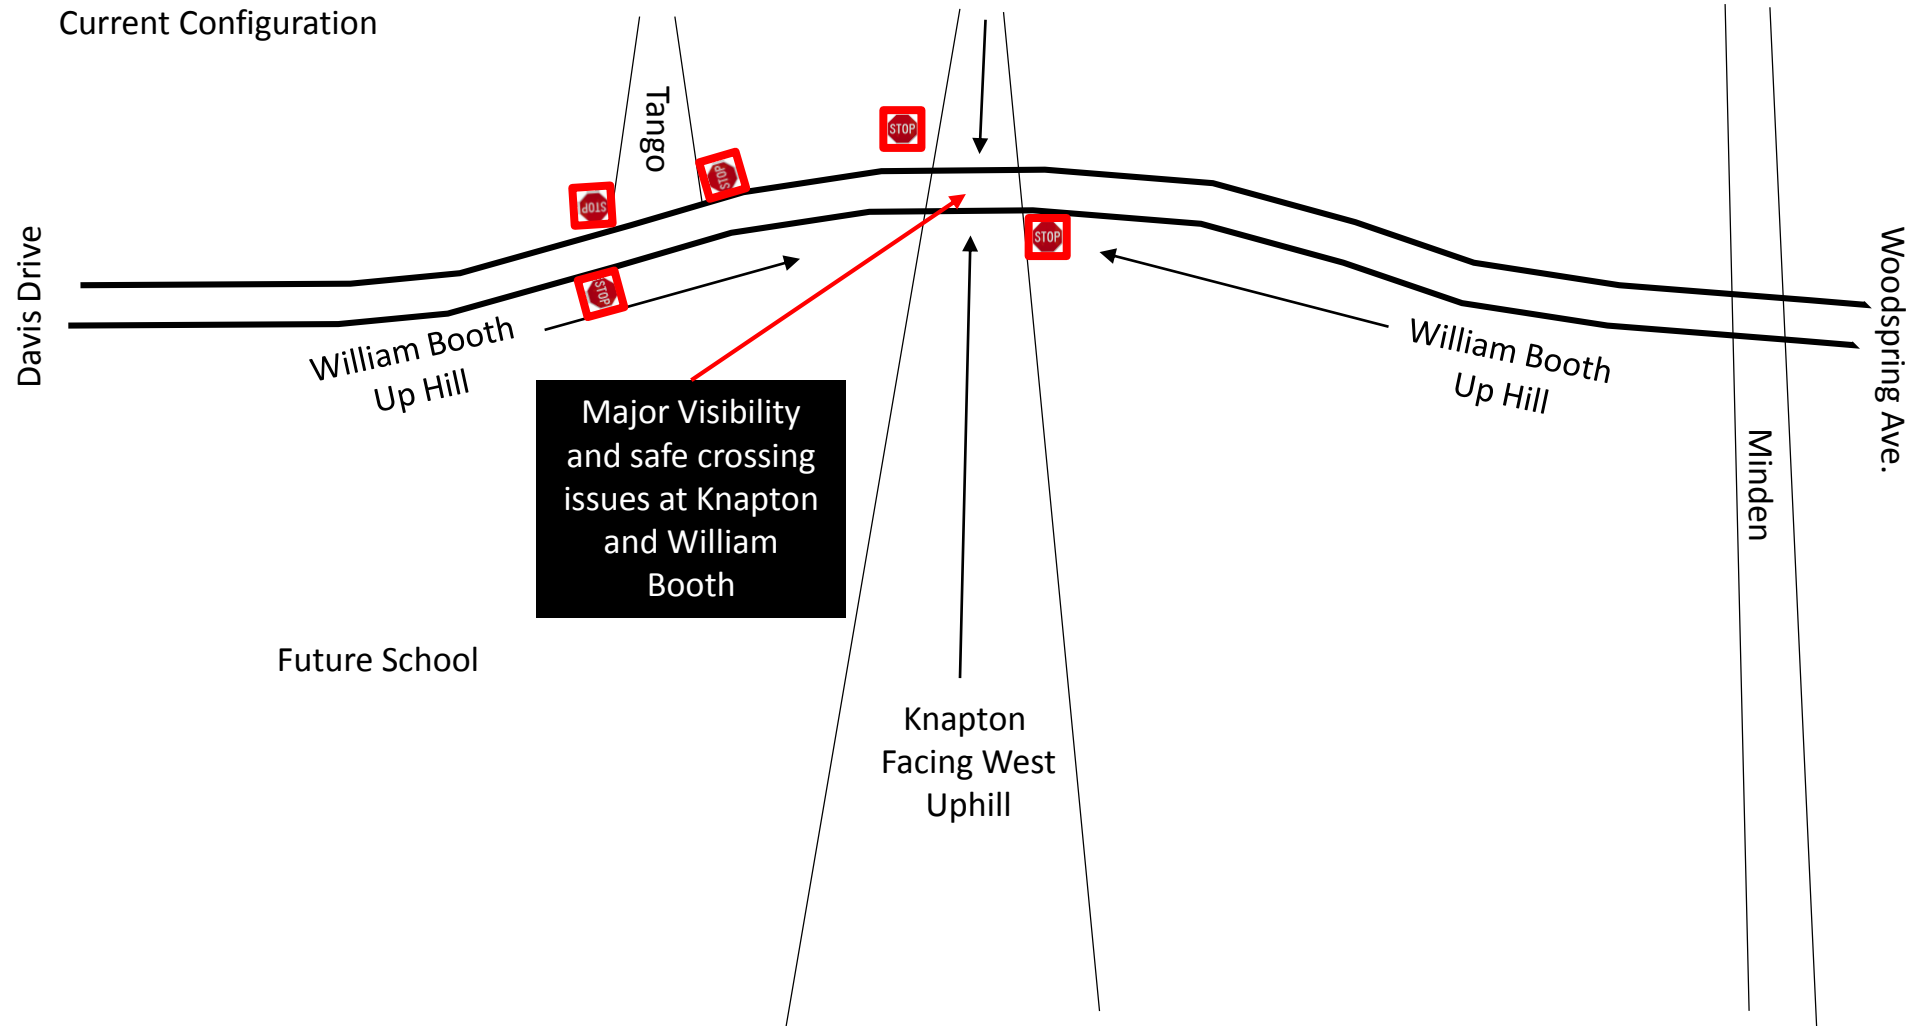 Current Configuration
Tango
STOP
STOP
STOP
STOP
STOP
Davis Drive
William Booth
Up Hill
William Booth
Up Hill
Woodspring Ave.
Major Visibility
and safe crossing
issues at Knapton
and William
Booth
Minden
Future School
Knapton
Facing West
Uphill